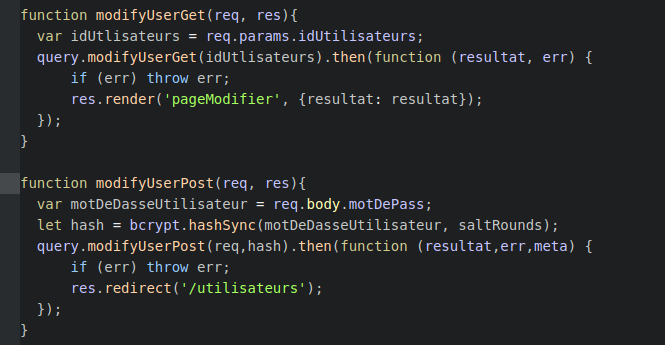 function modifyUserGet(req, res){
var idUtlisateurs = req.params.idUtilisateurs;
query.modifyUserGet(idUtlisateurs).then(function (resultat, err) {
if (err) throw err;
res.render('pageModifier', {resultat: resultat});
});
}
function modifyUserPost(req, res){
var motDeDasseUtilisateur = req.body.motDePass;
let hash = bcrypt.hashSync(motDeDasseUtilisateur, saltRounds);
query.modifyUserPost(req,hash).then(function (resultat,err,meta) {
if (err) throw err;
res.redirect('/utilisateurs');
});
}